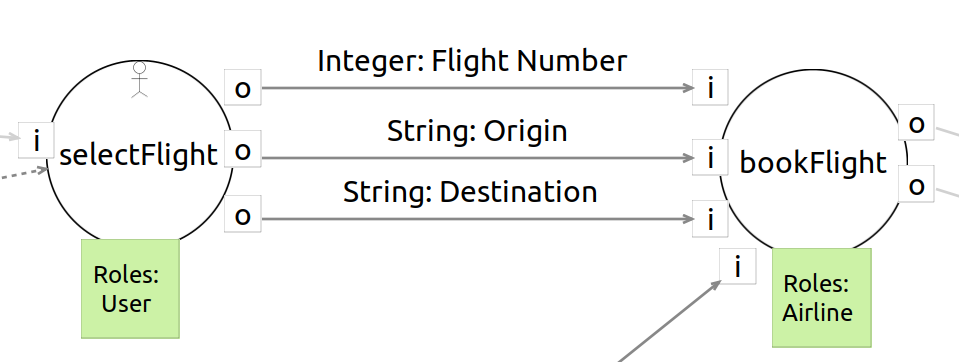 Integer: Flight Number
o
i
String: Origin
o
i
o
i
selectFlight
o
i
bookFlight
o
String: Destination
o
i
i
Roles:
User
Roles:
Airline